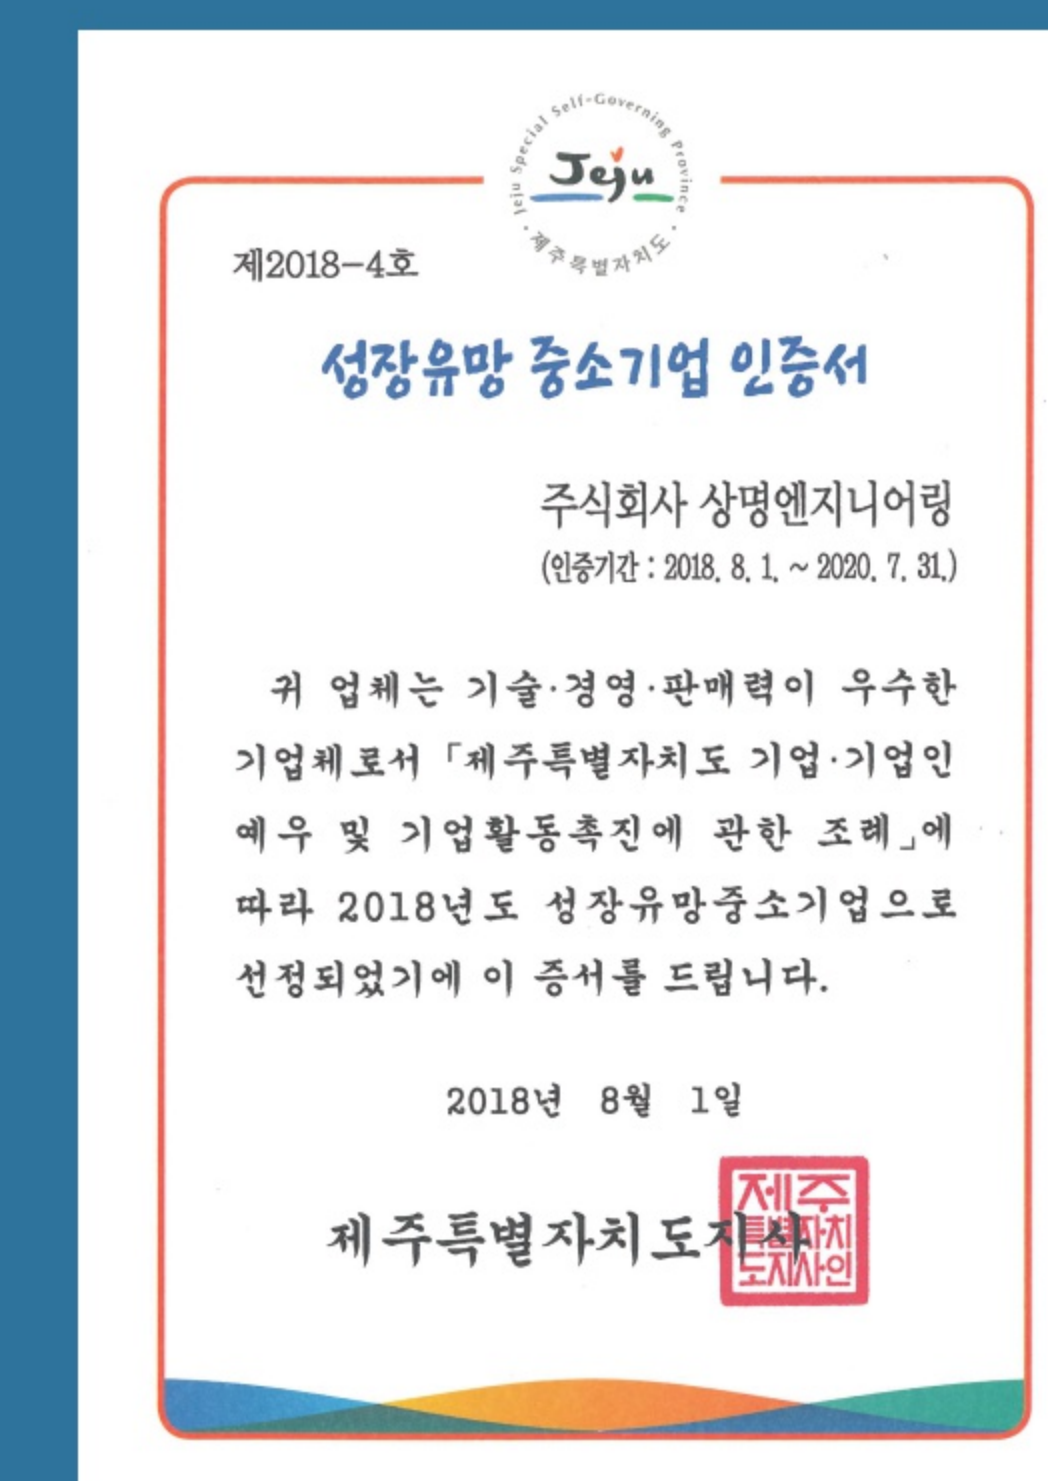 Jeju Special Self-Governing Province
Jeju
· 제주특별자치도 ·
제2018-4호
성장유망 중소기업 인증서
주식회사 상명엔지니어링
(인증기간 : 2018. 8. 1. ~ 2020. 7. 31.)
귀 업체는 기술·경영·판매력이 우수한
기업체로서 「제주특별자치도 기업·기업인
예우 및 기업활동촉진에 관한 조례」에
따라 2018년도 성장유망중소기업으로
선정되었기에 이 증서를 드립니다.
2018년 8월 1일
제주특별자치도지사
제주
특별자치
도지사인